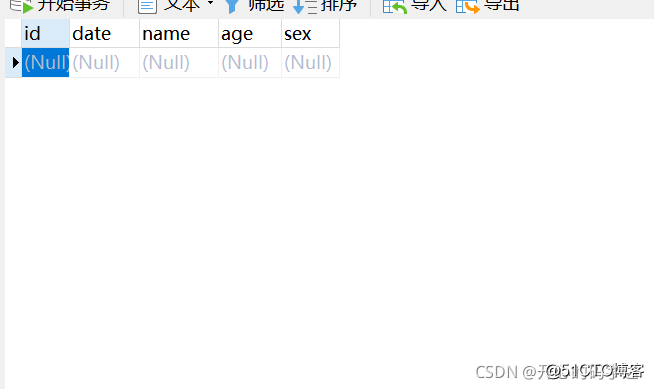 开始事务 文本 筛选 排序 导入 导出
id date name age sex
(Null) (Null) (Null) (Null) (Null)
CSDN @开
@51CTO博客